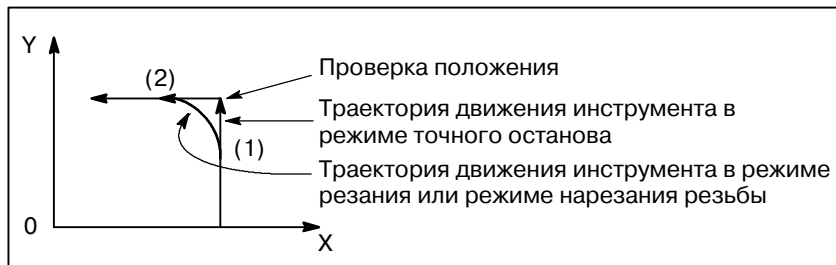 Y
(2)
Проверка положения
Траектория движения инструмента в
режиме точного останова
(1)
Траектория движения инструмента в режиме
резания или режиме нарезания резьбы
0
X